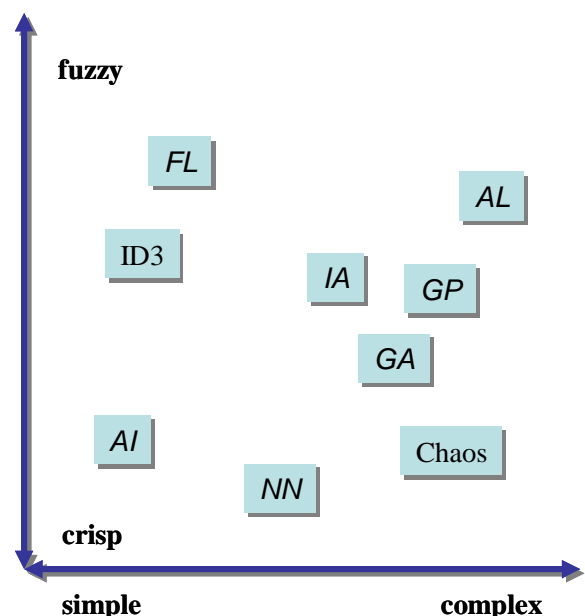 fuzzy
FL
AL
ID3
IA
GP
GA
AI
Chaos
NN
crisp
simple
complex